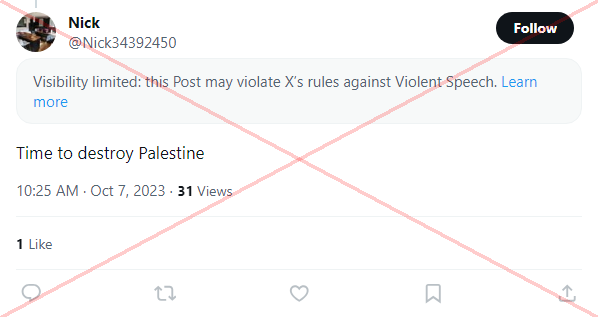 Nick
@Nick34392450
Follow
Visibility limited: this Post may violate X's rules against Violent Speech. Learn
more
Time to destroy Palestine
10:25 AM · Oct 7, 2023 · 31 Views
1 Like